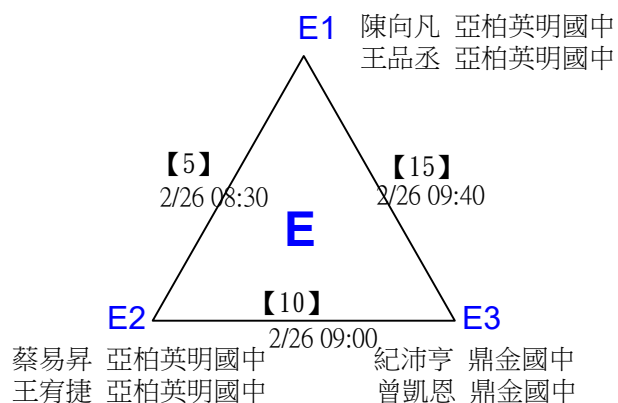 E1
陳向凡 亞柏英明國中
王品丞 亞柏英明國中
【5】
2/26 08:30
【15】
2/26 09:40
E
【10】
2/26 09:00
E2
蔡易昇 亞柏英明國中
王宥捷 亞柏英明國中
E3
紀沛亨 鼎金國中
曾凱恩 鼎金國中